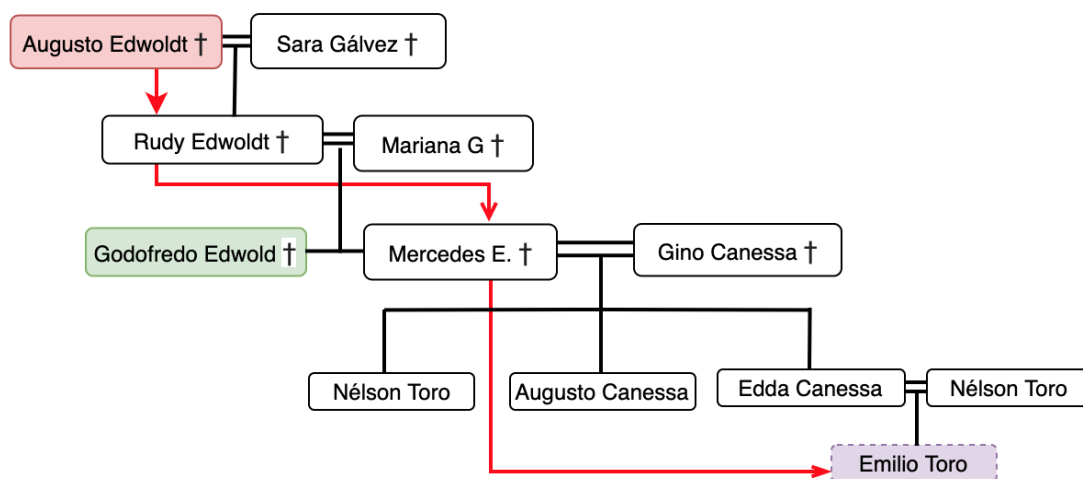 Augusto Edwoldt †
Sara Gálvez †
Rudy Edwoldt †
Mariana G †
Godofredo Edwold †
Mercedes E. †
Gino Canessa †
Nélson Toro
Augusto Canessa
Edda Canessa
Nélson Toro
Emilio Toro